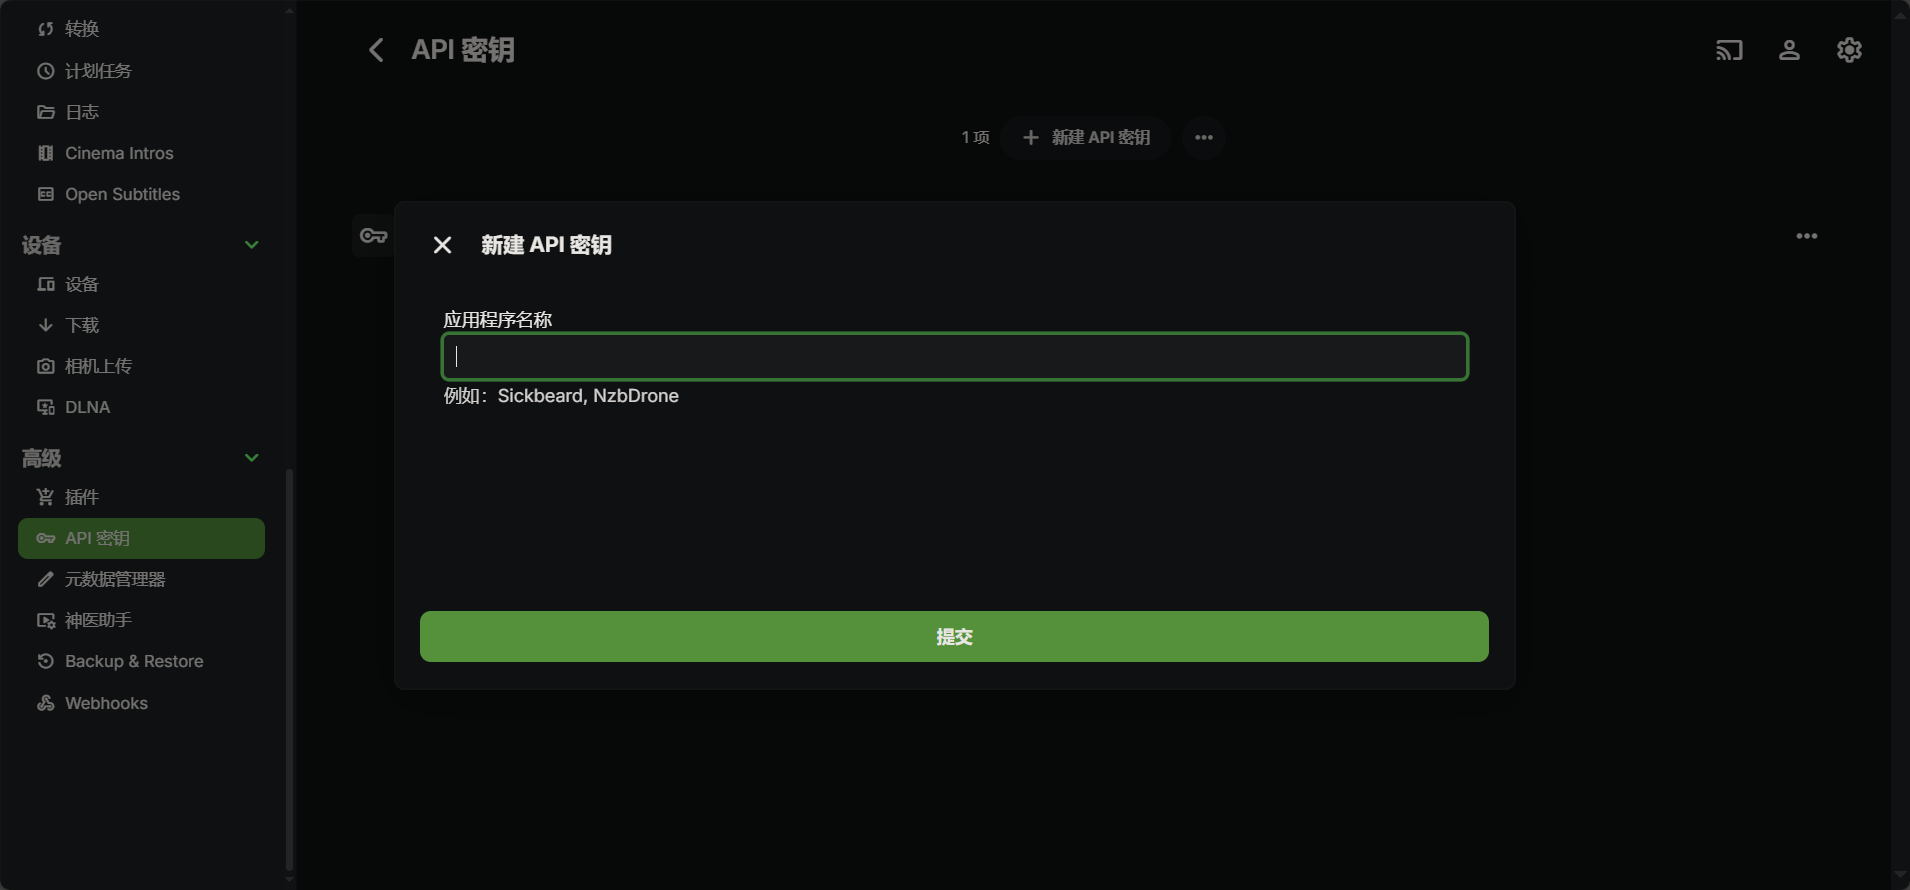 转换
计划任务
日志
Cinema Intros
Open Subtitles
设备
设备
下载
相机上传
DLNA
高级
插件
API 密钥
元数据管理器
神医助手
Backup & Restore
Webhooks
API 密钥
1 项
新建 API 密钥
新建 API 密钥
应用程序名称
例如：Sickbeard, NzbDrone
提交